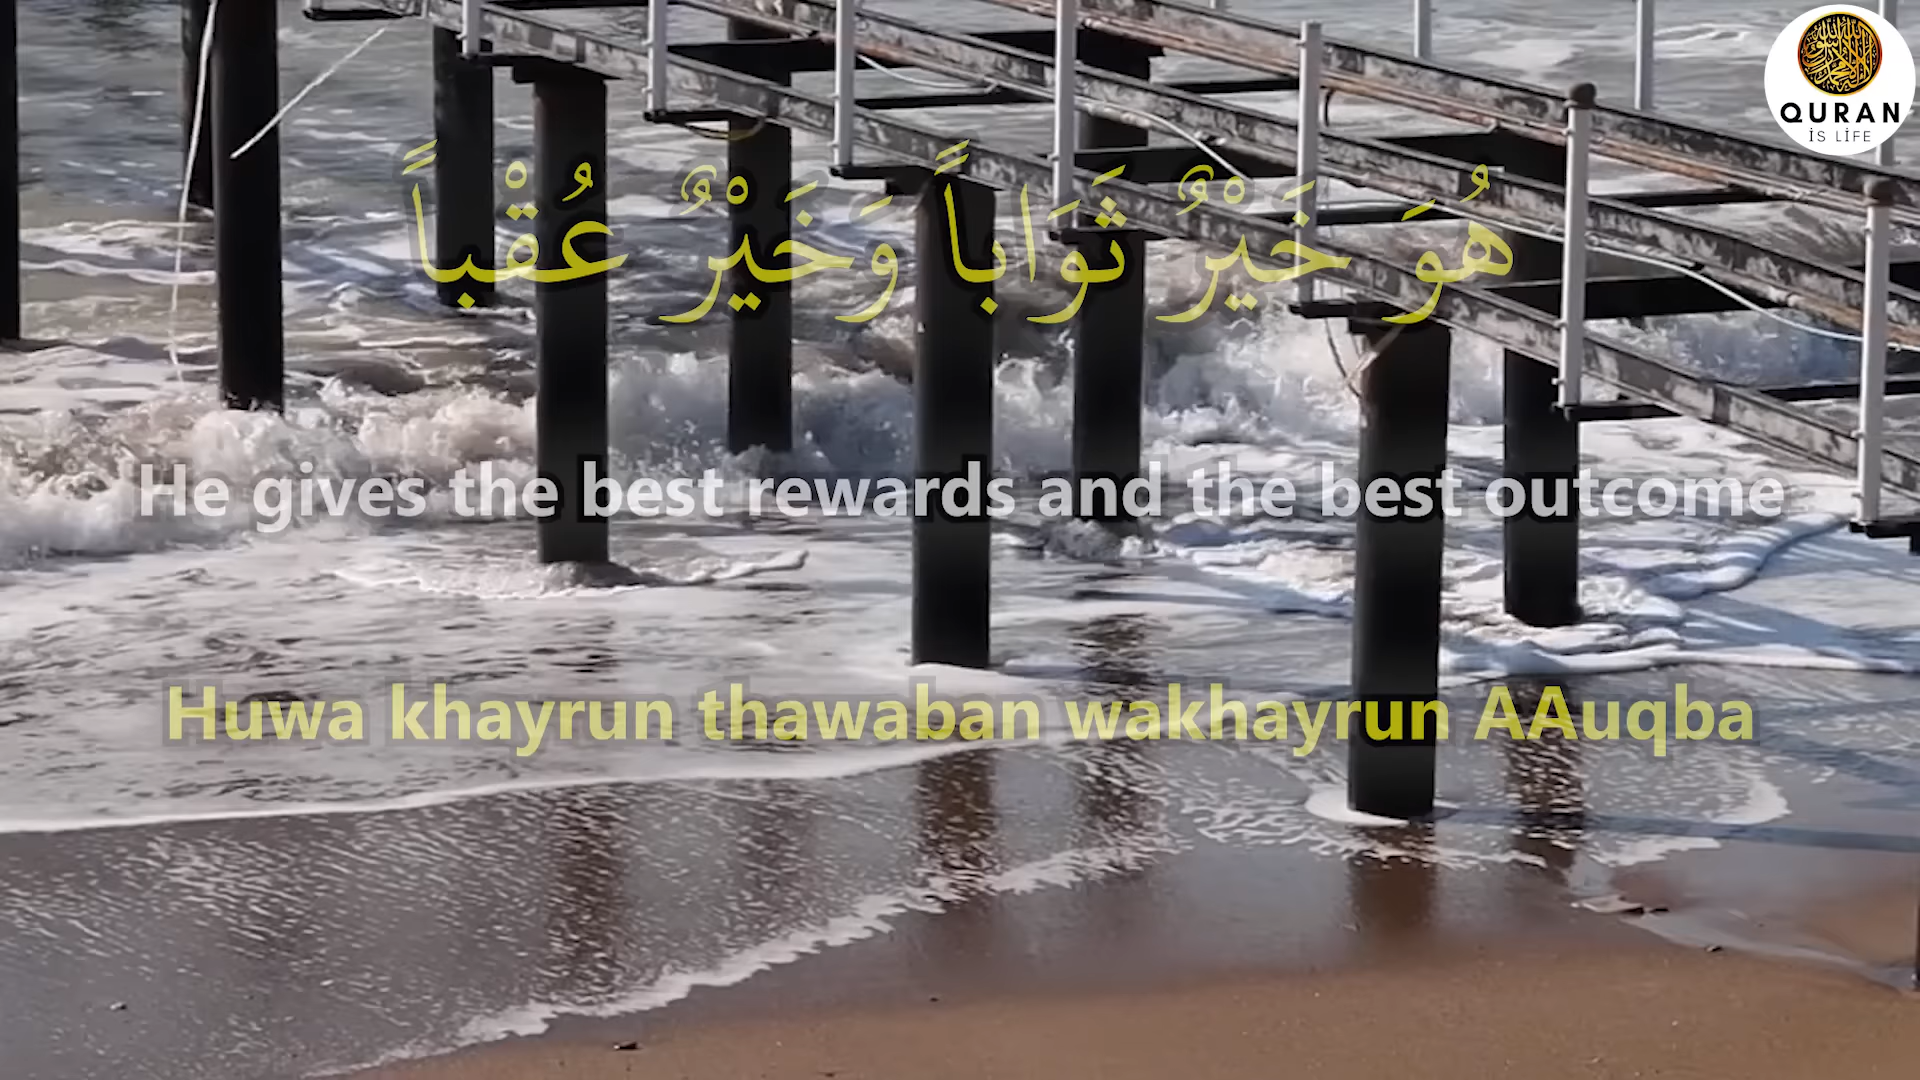 QURAN
İS LİFE
هُوَ خَيْرٌ ثَوَاباً وَخَيْرٌ عُقْباً
He gives the best rewards and the best outcome
Huwa khayrun thawaban wakhayrun AAuqba